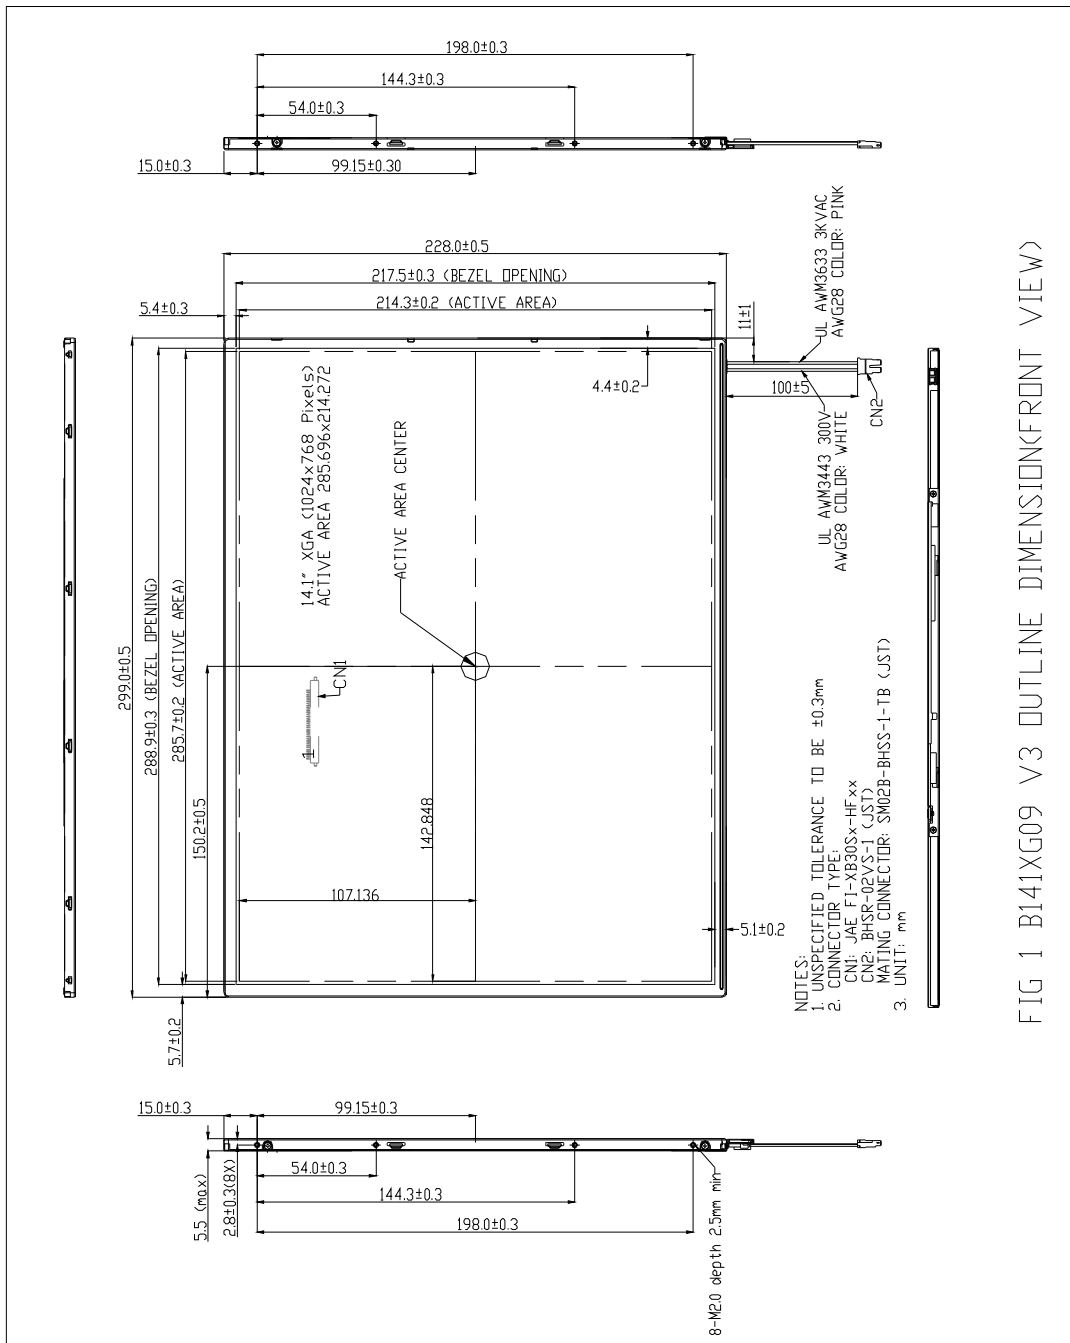 198.0±0.3
144.3±0.3
54.0±0.3
15.0±0.3
99.15±0.30
228.0±0.5
217.5±0.3 (BEZEL OPENING)
214.3±0.2 (ACTIVE AREA)
5.4±0.3
11±1
UL AWM3633 3KVAC
AWG28 COLOR: PINK
4.4±0.2
100±5
CN2
UL AWM3443 300V
AWG28 COLOR: WHITE
299.0±0.5
288.9±0.3 (BEZEL OPENING)
285.7±0.2 (ACTIVE AREA)
150.2±0.5
14.1" XGA (1024x768 Pixels)
ACTIVE AREA 285.696x214.272
ACTIVE AREA CENTER
CN1
1
142.848
107.136
5.1±0.2
5.7±0.2
NOTES:
1. UNSPECIFIED TOLERANCE TO BE ±0.3mm
2. CONNECTOR TYPE:
CN1: JAE FI-XB30Sx-HFxx
CN2: BHSR-02VS-1 (JST)
MATING CONNECTOR: SM02B-BHSS-1-TB (JST)
3. UNIT: mm
15.0±0.3
99.15±0.3
5.5 (max)
2.8±0.3(8X)
54.0±0.3
144.3±0.3
198.0±0.3
8-M2.0 depth 2.5mm min
FIG 1 B141XG09 V3 OUTLINE DIMENSION(FRONT VIEW)